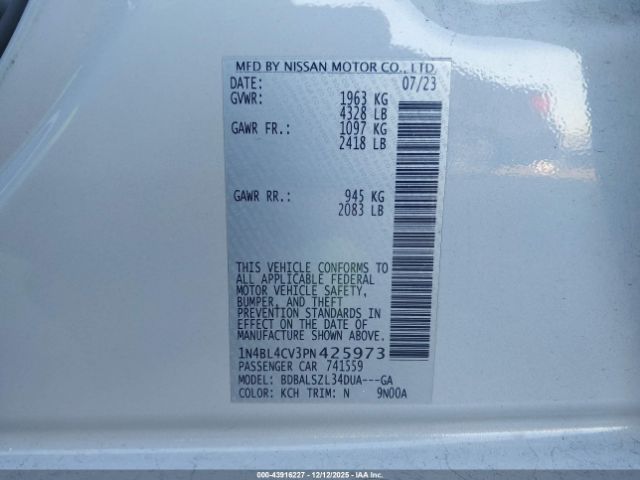 MFD BY NISSAN MOTOR CO., LTD.
DATE: 07/23
GVWR: 1963 KG
4328 LB
GAWR FR.: 1097 KG
2418 LB
GAWR RR.: 945 KG
2083 LB
THIS VEHICLE CONFORMS TO
ALL APPLICABLE FEDERAL
MOTOR VEHICLE SAFETY,
BUMPER, AND THEFT
PREVENTION STANDARDS IN
EFFECT ON THE DATE OF
MANUFACTURE SHOWN ABOVE.
1N4BL4CV3PN425973
PASSENGER CAR 741559
MODEL: BDBALSZL34DUA---GA
COLOR: KCH TRIM: N 9N00A
000-43916227 - 12/12/2025 - IAA Inc.